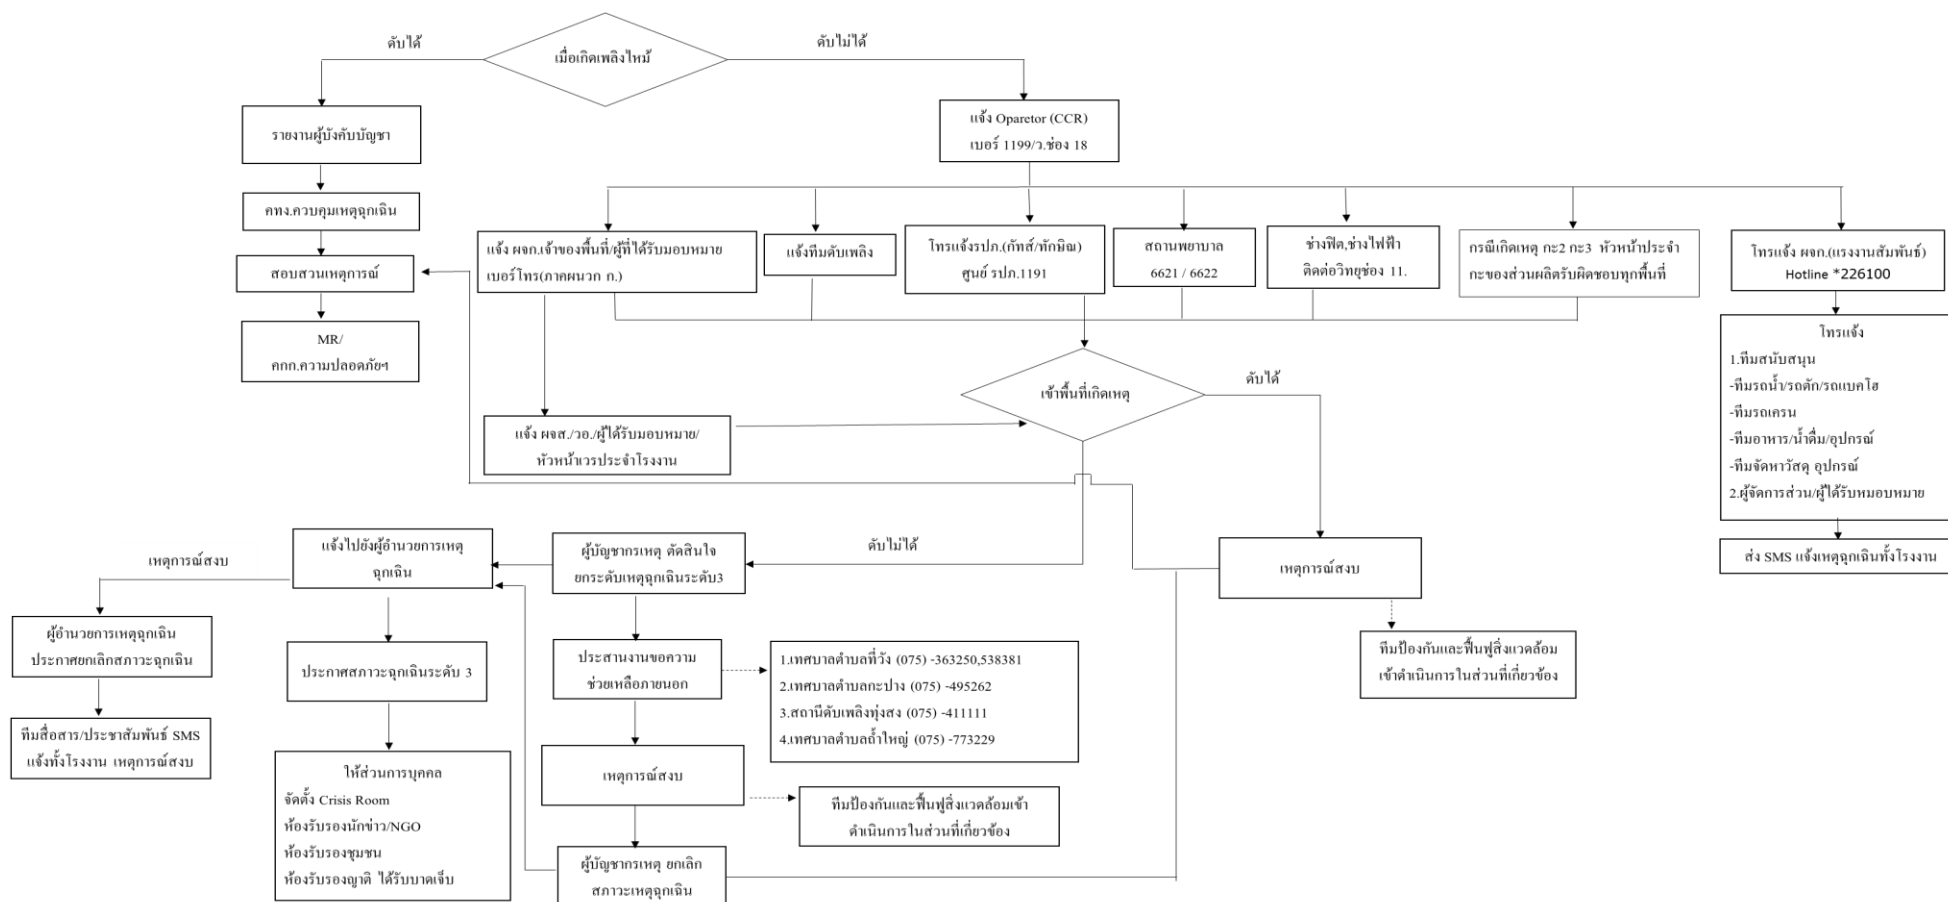 ดับได้
ดับไม่ได้
เมื่อเกิดเพลิงไหม้
รายงานผู้บังคับบัญชา
แจ้ง Oparetor (CCR)
เบอร์ 1199/ว.ช่อง 18
คทง.ควบคุมเหตุฉุกเฉิน
แจ้ง ผจก.เจ้าของพื้นที่/ผู้ที่ได้รับมอบหมาย
เบอร์โทร(ภาคผนวก ก.)
แจ้งทีมดับเพลิง
โทรแจ้งรปภ.(กัทส์/ทักษิณ)
ศูนย์ รปภ.1191
สถานพยาบาล
6621 / 6622
ช่างฟิต,ช่างไฟฟ้า
ติดต่อวิทยุช่อง 11.
กรณีเกิดเหตุ กะ2 กะ3 หัวหน้าประจำ
กะของส่วนผลิตรับผิดชอบทุกพื้นที่
โทรแจ้ง ผจก.(แรงงานสัมพันธ์)
Hotline *226100
สอบสวนเหตุการณ์
MR/
คกก.ความปลอดภัยฯ
โทรแจ้ง
1.ทีมสนับสนุน
-ทีมรถน้ำ/รถตัก/รถแบคโฮ
-ทีมรถเครน
-ทีมอาหาร/น้ำดื่ม/อุปกรณ์
-ทีมจัดหาวัสดุ อุปกรณ์
2.ผู้จัดการส่วน/ผู้ได้รับหมอบหมาย
เข้าพื้นที่เกิดเหตุ
ดับได้
แจ้ง ผจส./วอ./ผู้ได้รับมอบหมาย/
หัวหน้าเวรประจำโรงงาน
ส่ง SMS แจ้งเหตุฉุกเฉินทั้งโรงงาน
เหตุการณ์สงบ
แจ้งไปยังผู้อำนวยการเหตุ
ฉุกเฉิน
ผู้บัญชากรเหตุ ตัดสินใจ
ยกระดับเหตุฉุกเฉินระดับ3
ดับไม่ได้
เหตุการณ์สงบ
ผู้อำนวยการเหตุฉุกเฉิน
ประกาศยกเลิกสภาวะฉุกเฉิน
ประกาศสภาวะฉุกเฉินระดับ 3
ประสานงานขอความ
ช่วยเหลือภายนอก
1.เทศบาลตำบลที่วัง (075) -363250,538381
2.เทศบาลตำบลกะปาง (075) -495262
3.สถานีดับเพลิงทุ่งสง (075) -411111
4.เทศบาลตำบลถ้ำใหญ่ (075) -773229
ทีมป้องกันและฟื้นฟูสิ่งแวดล้อม
เข้าดำเนินการในส่วนที่เกี่ยวข้อง
ทีมสื่อสาร/ประชาสัมพันธ์ SMS
แจ้งทั้งโรงงาน เหตุการณ์สงบ
ให้ส่วนการบุคคล
จัดตั้ง Crisis Room
ห้องรับรองนักข่าว/NGO
ห้องรับรองชุมชน
ห้องรับรองญาติ ได้รับบาดเจ็บ
เหตุการณ์สงบ
ทีมป้องกันและฟื้นฟูสิ่งแวดล้อมเข้า
ดำเนินการในส่วนที่เกี่ยวข้อง
ผู้บัญชากรเหตุ ยกเลิก
สภาวะเหตุฉุกเฉิน